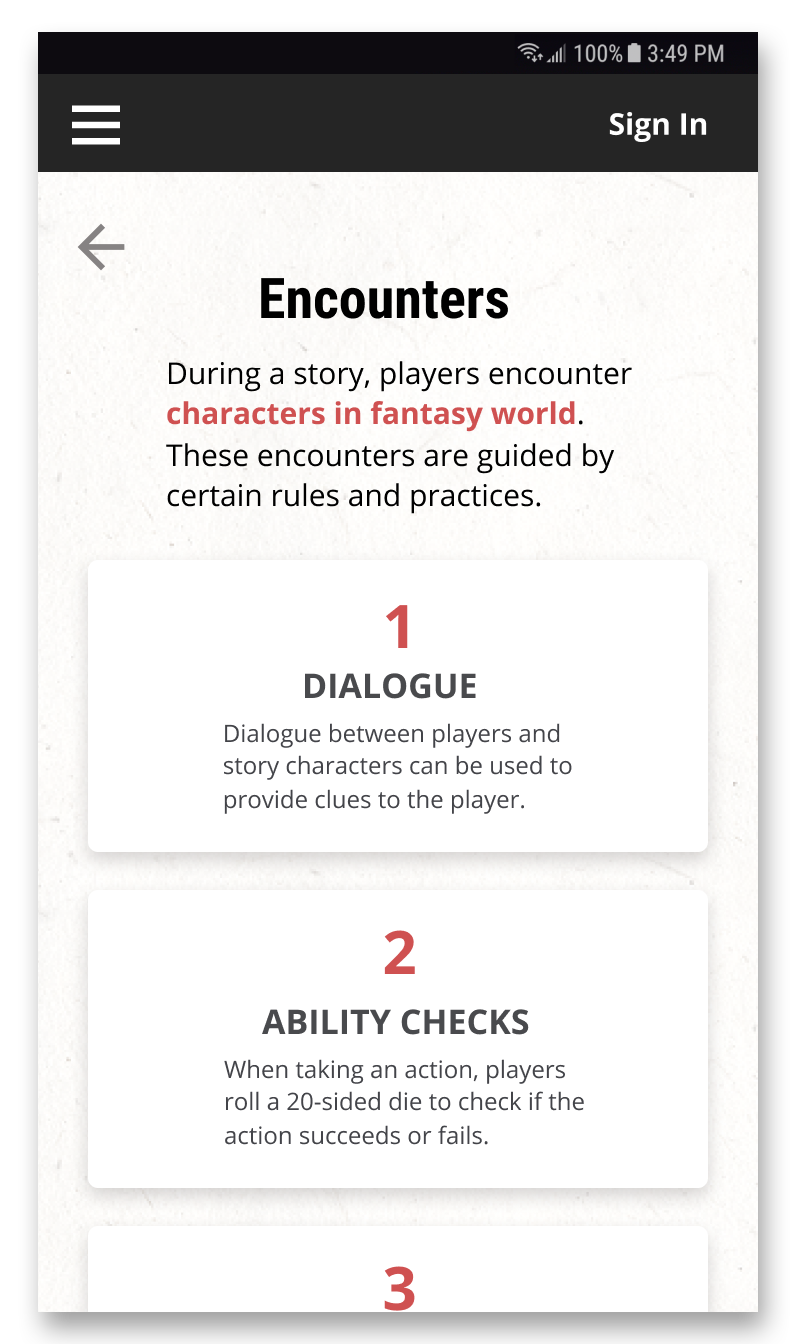 100% 3:49 PM
Sign In
Encounters
During a story, players encounter
characters in fantasy world.
These encounters are guided by
certain rules and practices.
1
DIALOGUE
Dialogue between players and
story characters can be used to
provide clues to the player.
2
ABILITY CHECKS
When taking an action, players
roll a 20-sided die to check if the
action succeeds or fails.
3